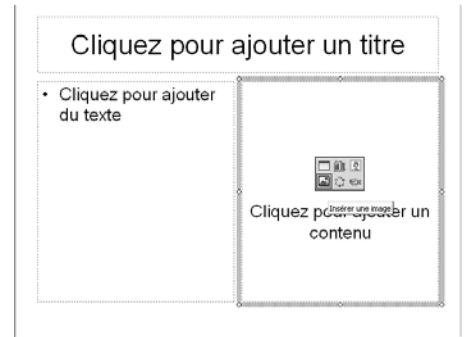 Cliquez pour ajouter un titre
• Cliquez pour ajouter
du texte
Insérer une image
Cliquez pour ajouter un
contenu